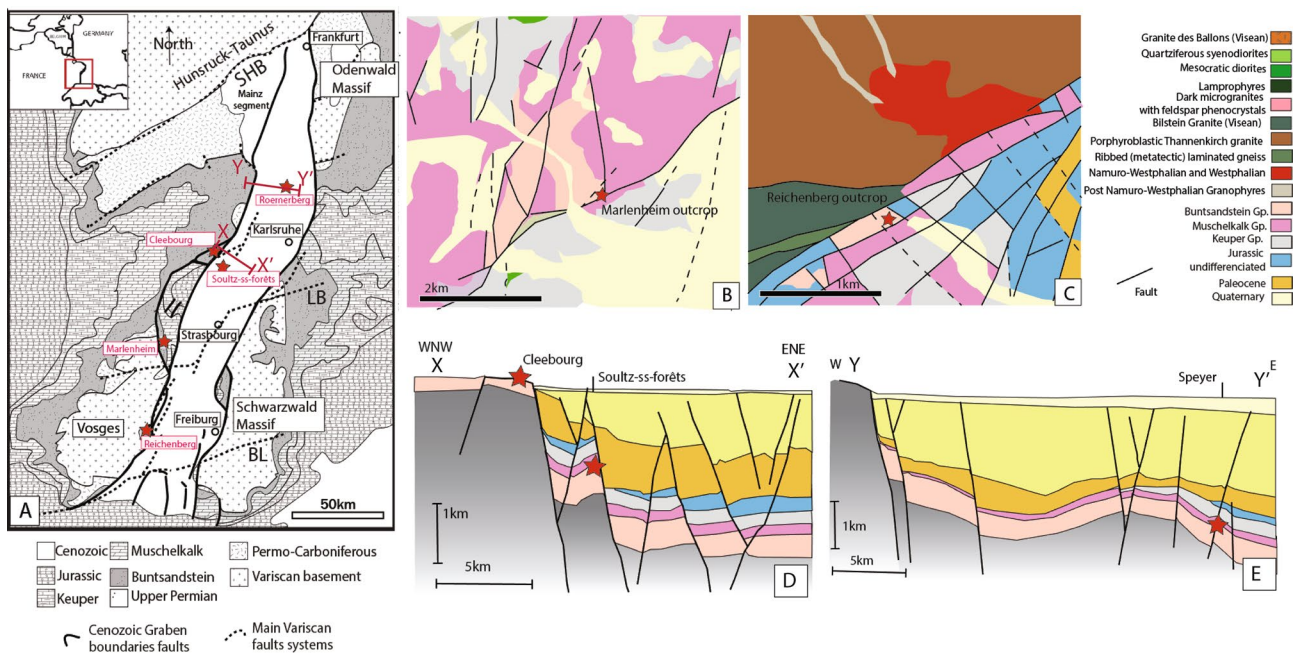 GERMANY
FRANCE
North
Hunsruck-Taunus
SHB
Mainz
segment
Frankfurt
Odenwald
Massif
Y
Y'
Roemerberg
Cleebourg
X
Karlsruhe
X'
Soultz-ss-forêts
LB
Strasbourg
Marlenheim
Schwarzwald
Massif
Vosges
Freiburg
Reichenberg
BL
A
50km
Cenozoic
Muschelkalk
Permo-Carboniferous
Jurassic
Buntsandstein
Variscan basement
Keuper
Upper Permian
Cenozoic Graben
boundaries faults
Main Variscan
faults systems
Marlenheim outcrop
2km
B
Reichenberg outcrop
1km
C
Granite des Ballons (Visean)
Quartziferous syenodiorites
Mesocratic diorites
Lamprophyres
Dark microgranites
with feldspar phenocrystals
Bilstein Granite (Visean)
Porphyroblastic Thannenkirch granite
Ribbed (metatectic) laminated gneiss
Namuro-Westphalian and Westphalian
Post Namuro-Westphalian Granophyres
Buntsandstein Gp.
Muschelkalk Gp.
Keuper Gp.
Jurassic
undifferenciated
Paleocene
Quaternary
Fault
WNW
X
Cleebourg
Soultz-ss-forêts
ENE
X'
1km
5km
D
W Y
Speyer
Y' E
1km
5km
E